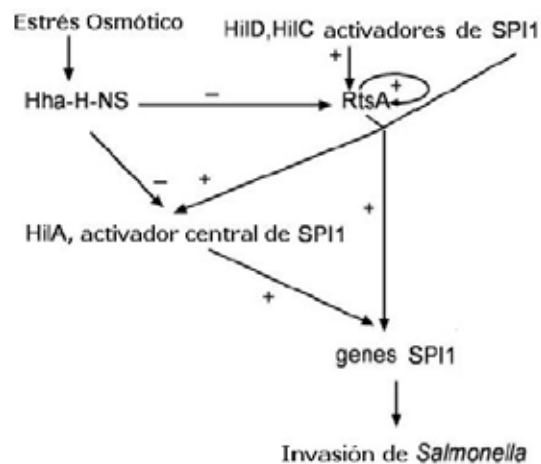 Estrés Osmótico
HilD,HilC activadores de SPI1
+
+
Hha-H-NS
–
RtsA
–
+
+
HilA, activador central de SPI1
+
genes SPI1
Invasión de Salmonella